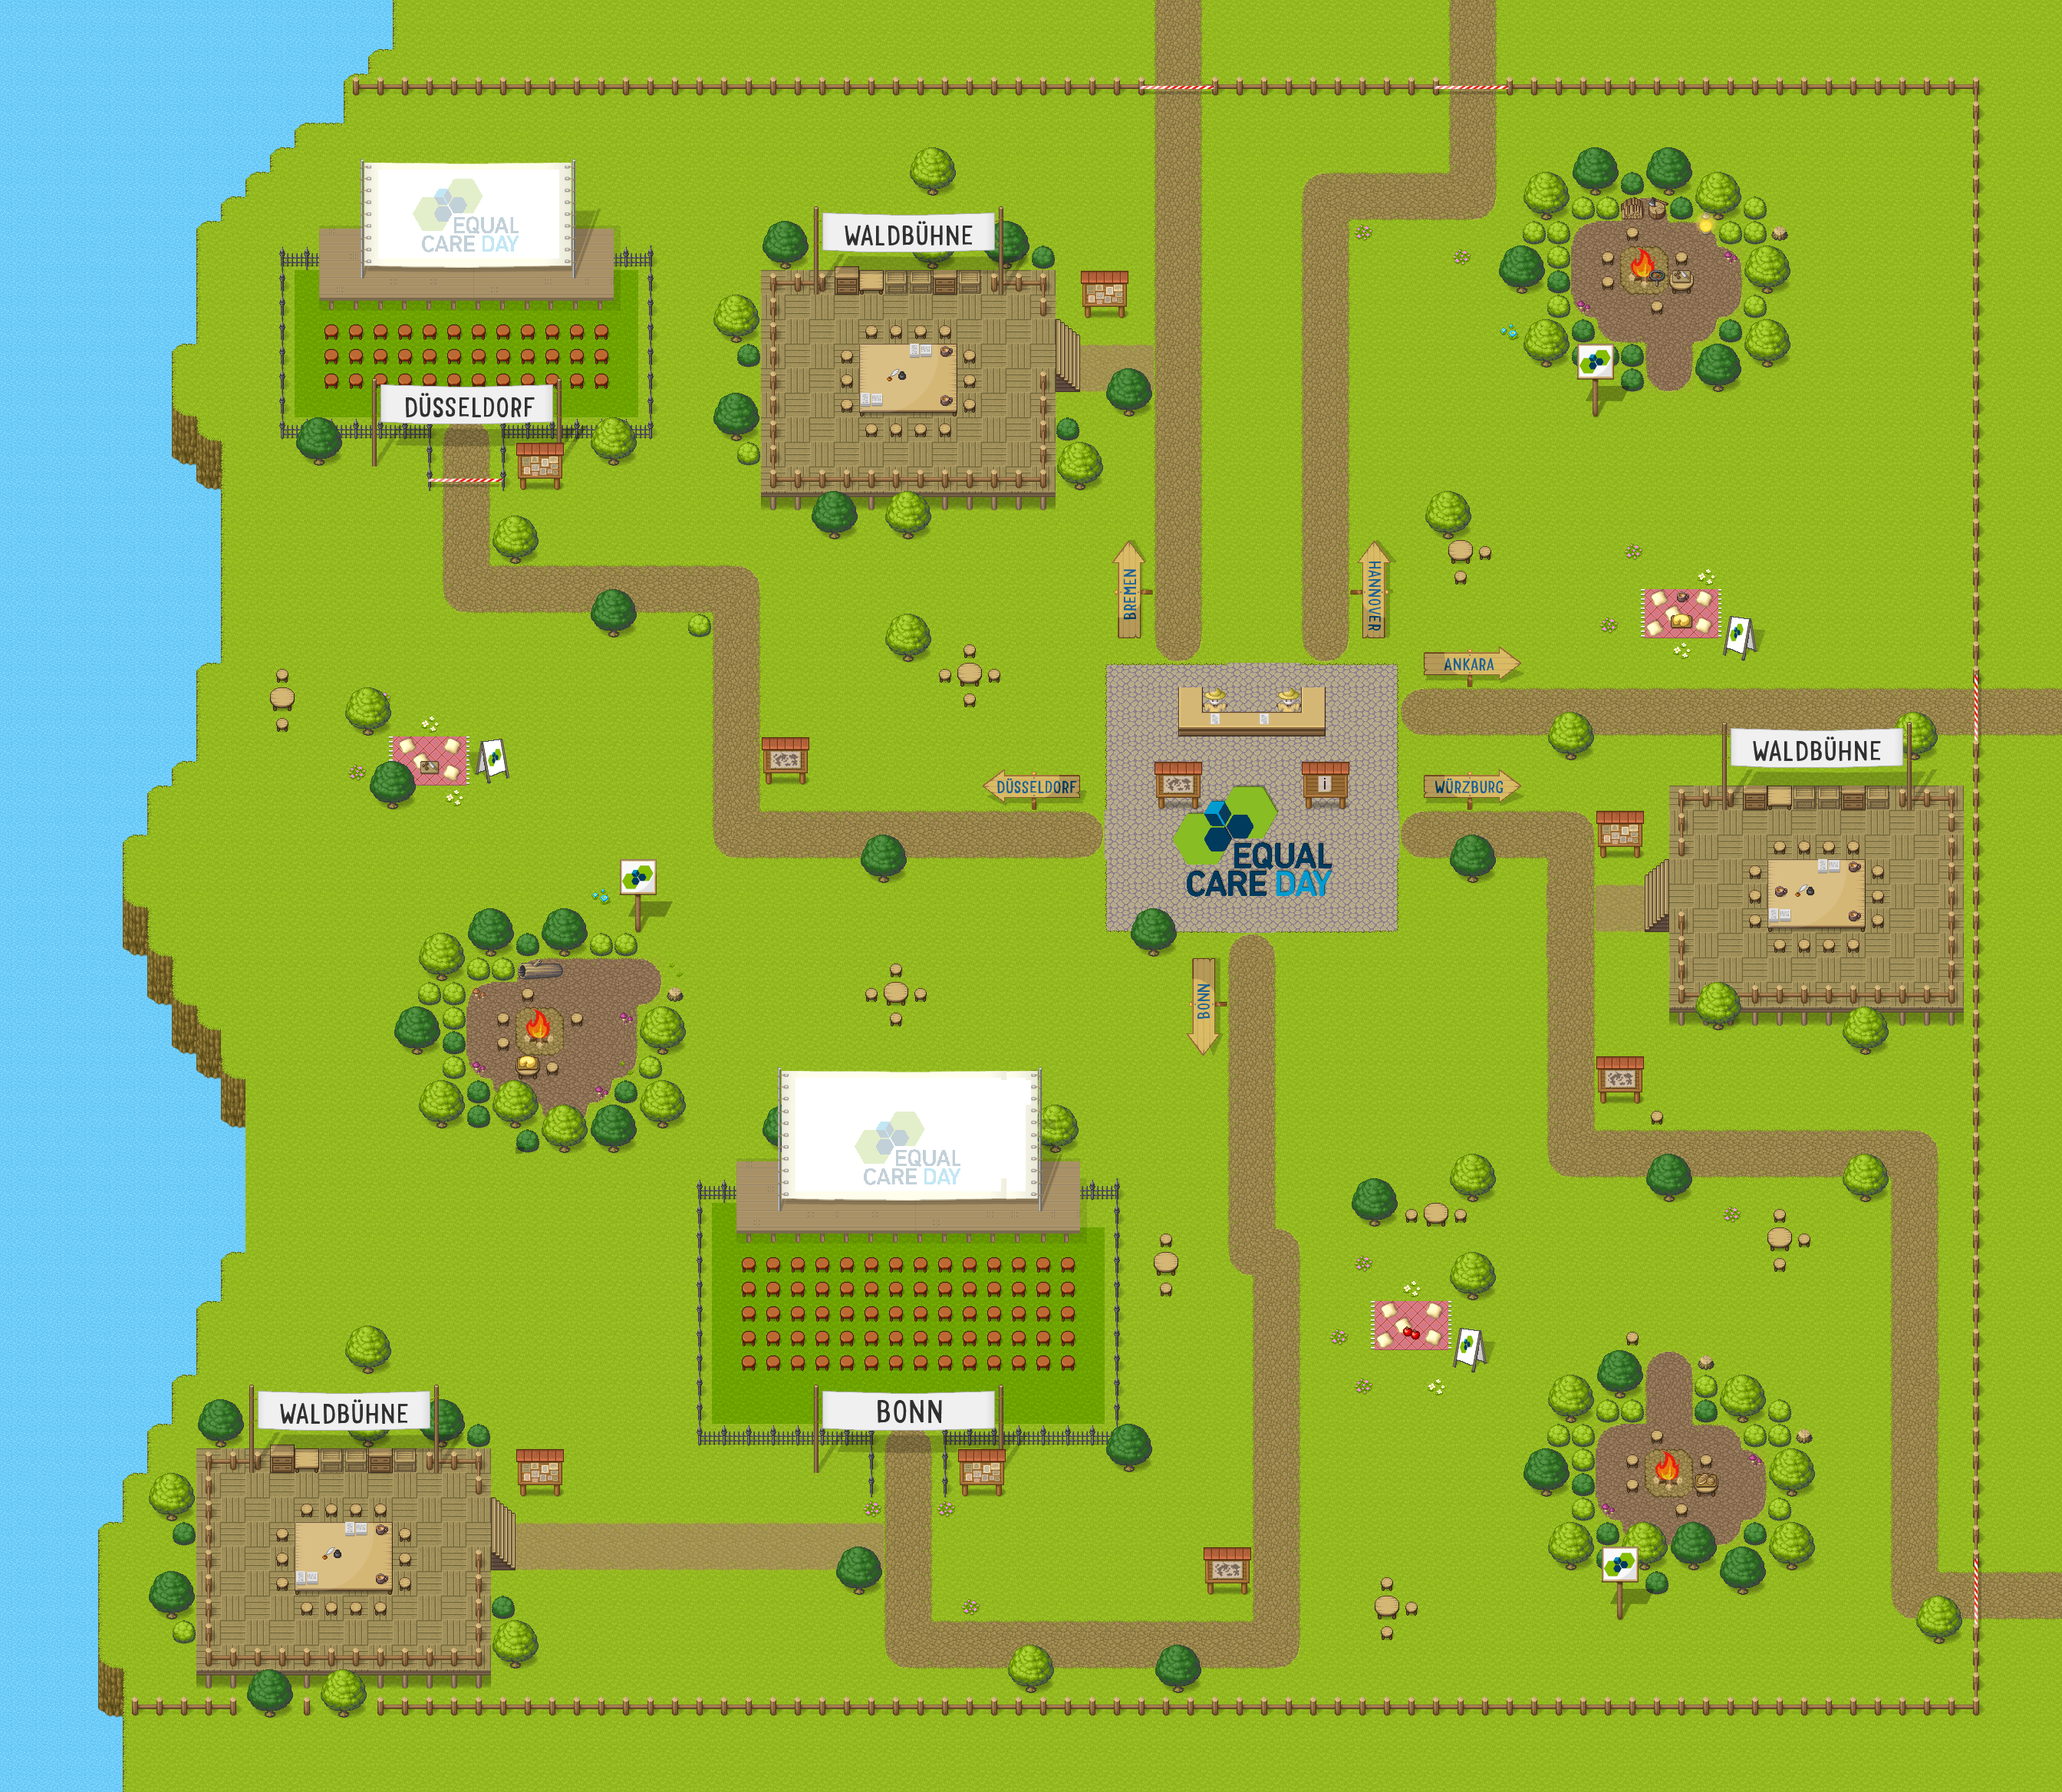 EQUAL
CARE DAY
WALDBÜHNE
DÜSSELDORF
BREMEN
HANNOVER
ANKARA
WALDBÜHNE
DÜSSELDORF
i
WÜRZBURG
EQUAL
CARE DAY
BONN
EQUAL
CARE DAY
WALDBÜHNE
BONN